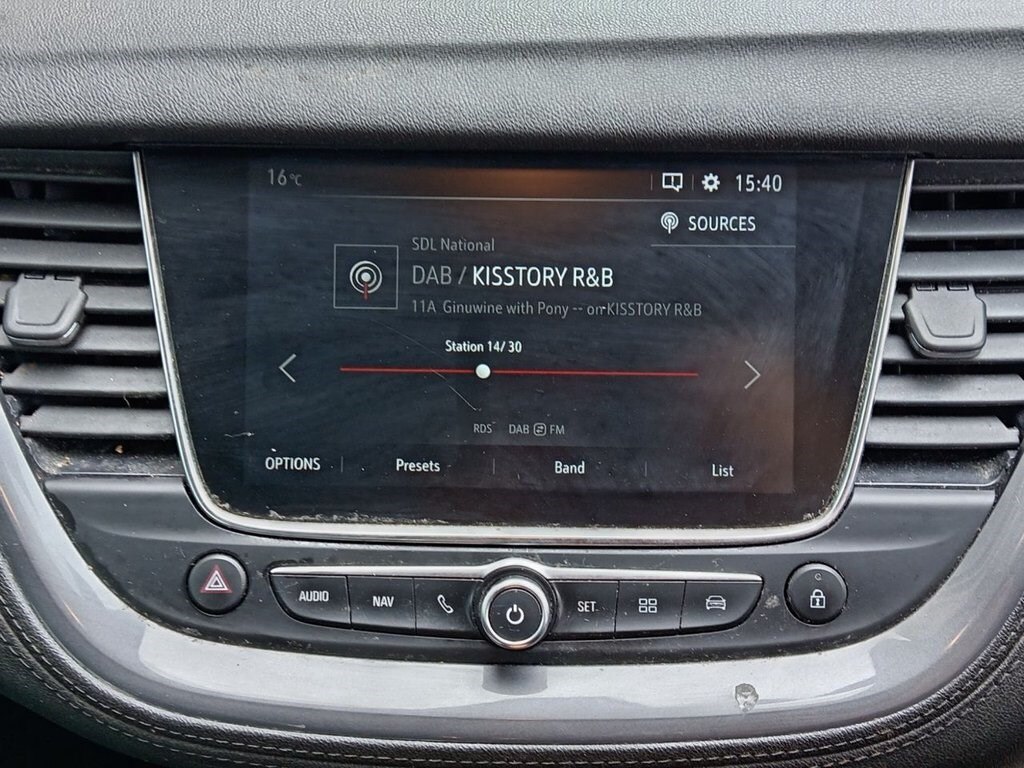 16°C 15:40
SOURCES
SDL National
DAB / KISSTORY R&B
11A Ginuwine with Pony -- on KISSTORY R&B
Station 14/30
RDS DAB FM
OPTIONS Presets Band List
AUDIO NAV SET